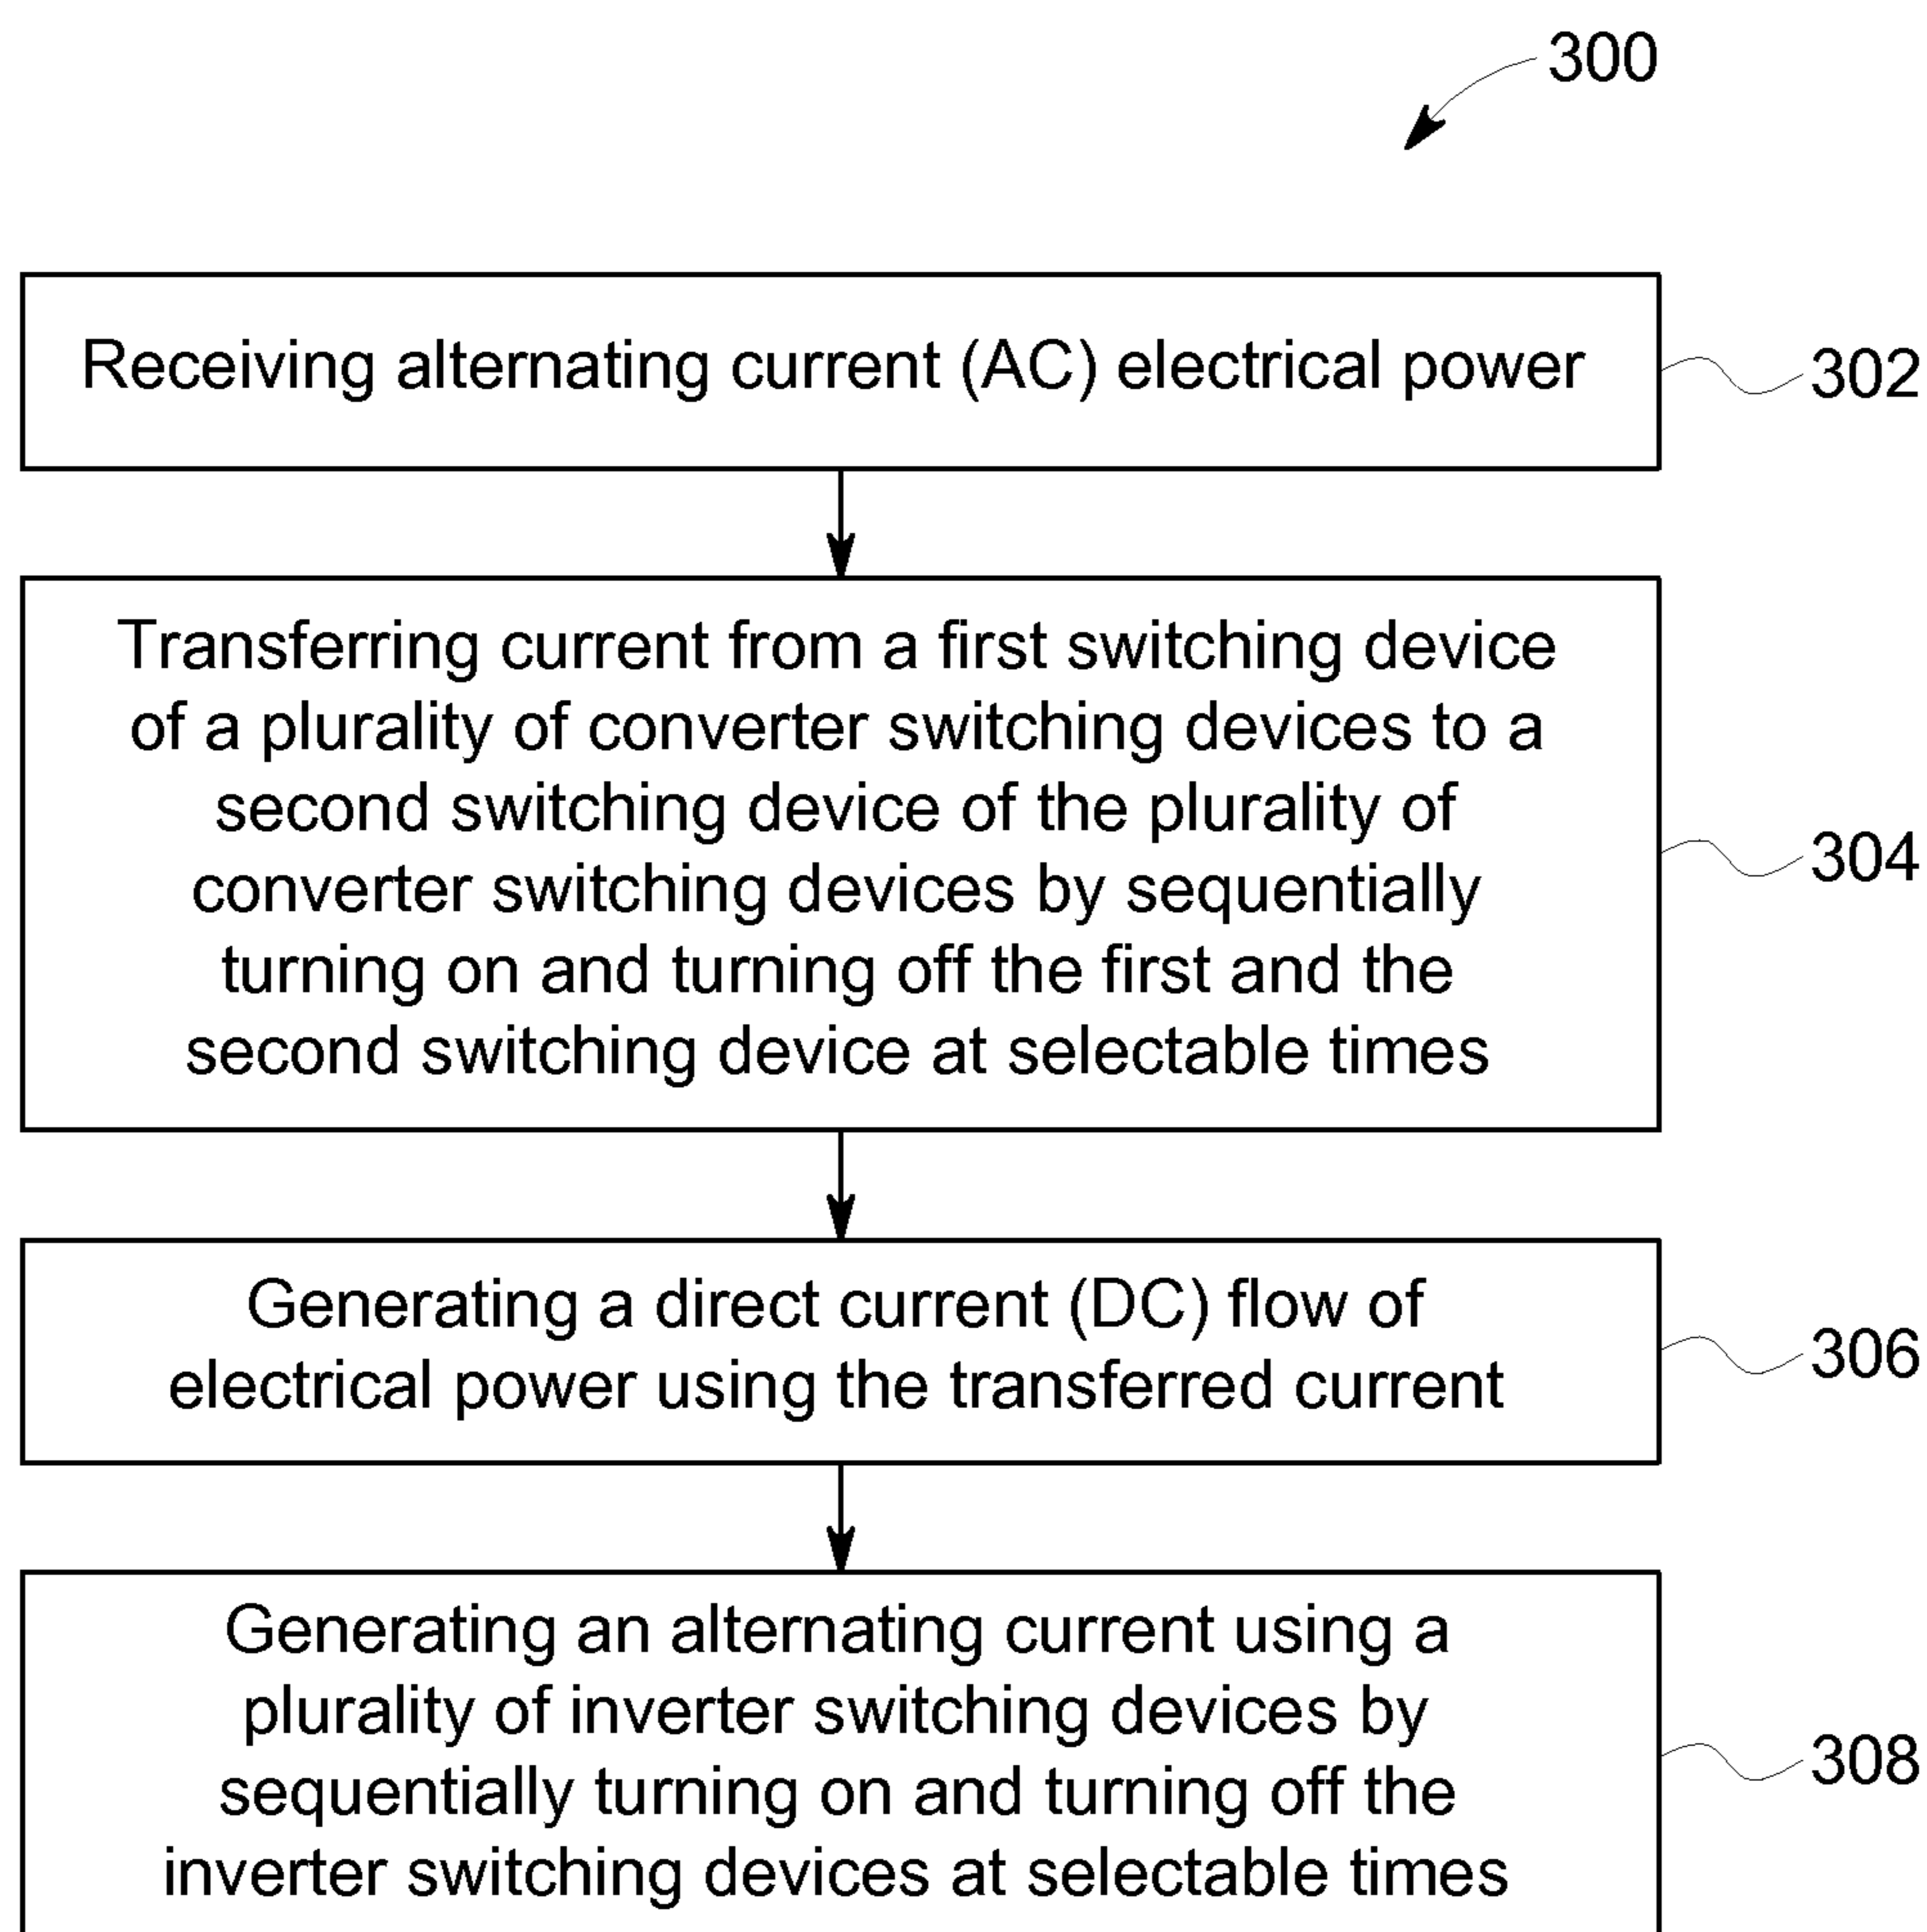 300
Receiving alternating current (AC) electrical power
302
Transferring current from a first switching device
of a plurality of converter switching devices to a
second switching device of the plurality of
converter switching devices by sequentially
turning on and turning off the first and the
second switching device at selectable times
304
Generating a direct current (DC) flow of
electrical power using the transferred current
306
Generating an alternating current using a
plurality of inverter switching devices by
sequentially turning on and turning off the
inverter switching devices at selectable times
308